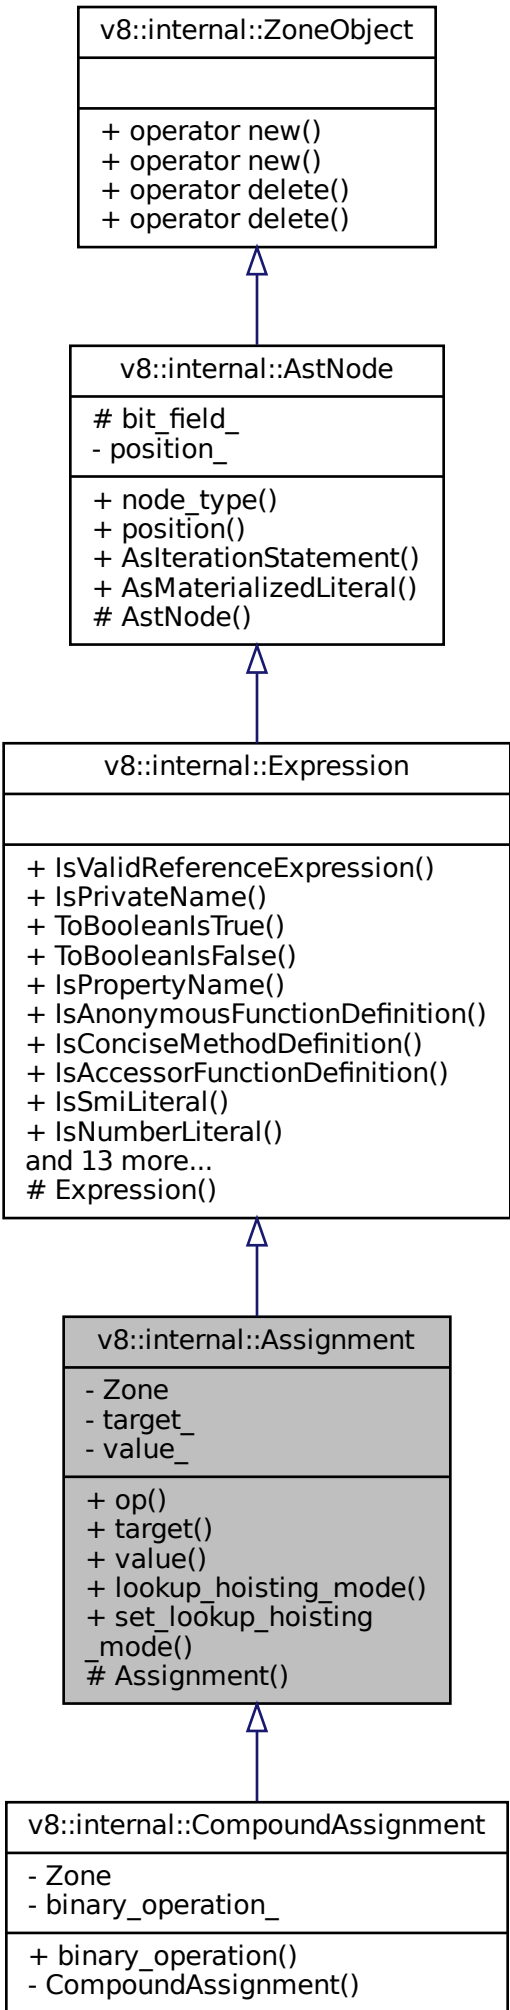 v8::internal::ZoneObject
+ operator new()
+ operator new()
+ operator delete()
+ operator delete()
v8::internal::AstNode
# bit_field_
- position_
+ node_type()
+ position()
+ AsIterationStatement()
+ AsMaterializedLiteral()
# AstNode()
v8::internal::Expression
+ IsValidReferenceExpression()
+ IsPrivateName()
+ ToBooleanIsTrue()
+ ToBooleanIsFalse()
+ IsPropertyName()
+ IsAnonymousFunctionDefinition()
+ IsConciseMethodDefinition()
+ IsAccessorFunctionDefinition()
+ IsSmiLiteral()
+ IsNumberLiteral()
and 13 more...
# Expression()
v8::internal::Assignment
- Zone
- target_
- value_
+ op()
+ target()
+ value()
+ lookup_hoisting_mode()
+ set_lookup_hoisting
_mode()
# Assignment()
v8::internal::CompoundAssignment
- Zone
- binary_operation_
+ binary_operation()
- CompoundAssignment()